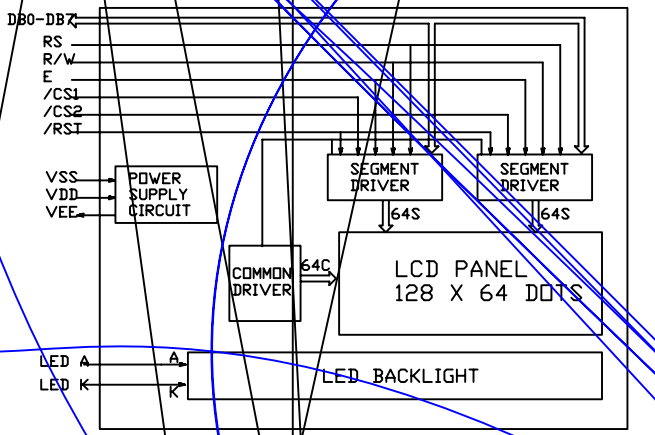 DB0-DB7
RS
R/W
E
/CS1
/CS2
/RST
SEGMENT
DRIVER
SEGMENT
DRIVER
VSS
VDD
VEE
POWER
SUPPLY
CIRCUIT
64S
64S
COMMON
DRIVER
64C
LCD PANEL
128 X 64 DOTS
LED A
A
LED K
K
LED BACKLIGHT